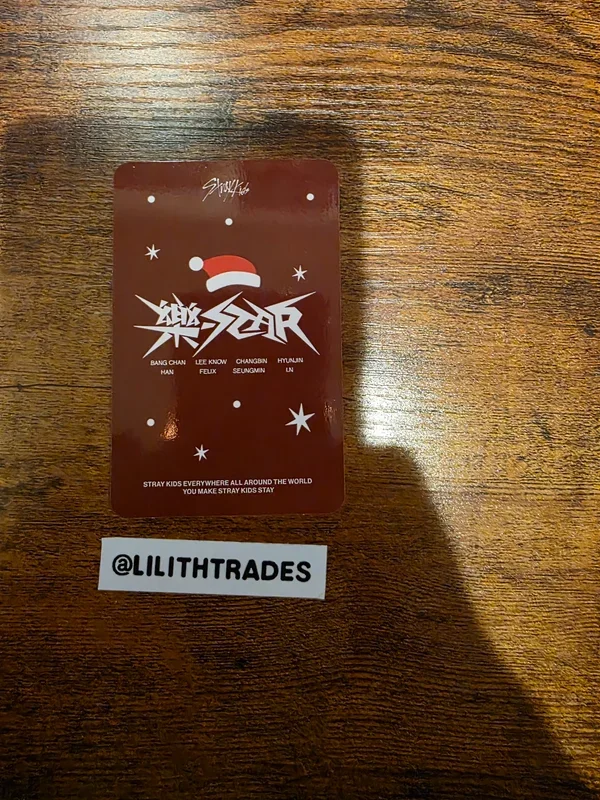 Stray Kids
樂-STAR
BANG CHAN LEE KNOW CHANGBIN HYUNJIN
HAN FELIX SEUNGMIN I.N
STRAY KIDS EVERYWHERE ALL AROUND THE WORLD
YOU MAKE STRAY KIDS STAY
@LILITHTRADES